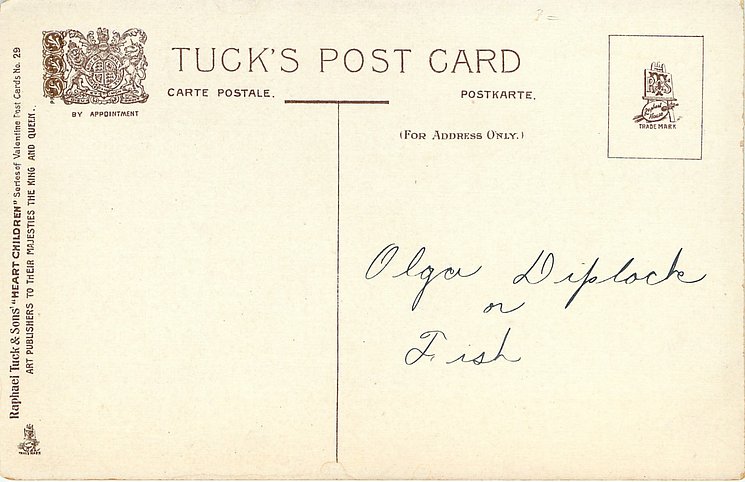 TUCK'S POST CARD
CARTE POSTALE.
POSTKARTE.
BY APPOINTMENT
(FOR ADDRESS ONLY.)
TRADE MARK
Raphael Tuck & Sons' "HEART CHILDREN" Series of Valentine Post Cards No. 29
ART PUBLISHERS TO THEIR MAJESTIES THE KING AND QUEEN.
Olga Diplock
or
Fish
TRADE MARK